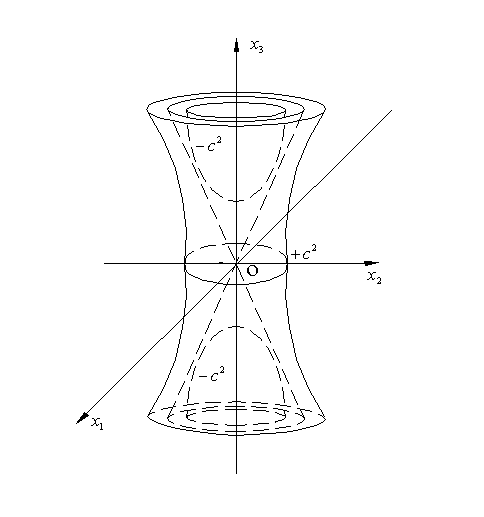 x₃
−c²
+c²
O
x₂
−c²
x₁